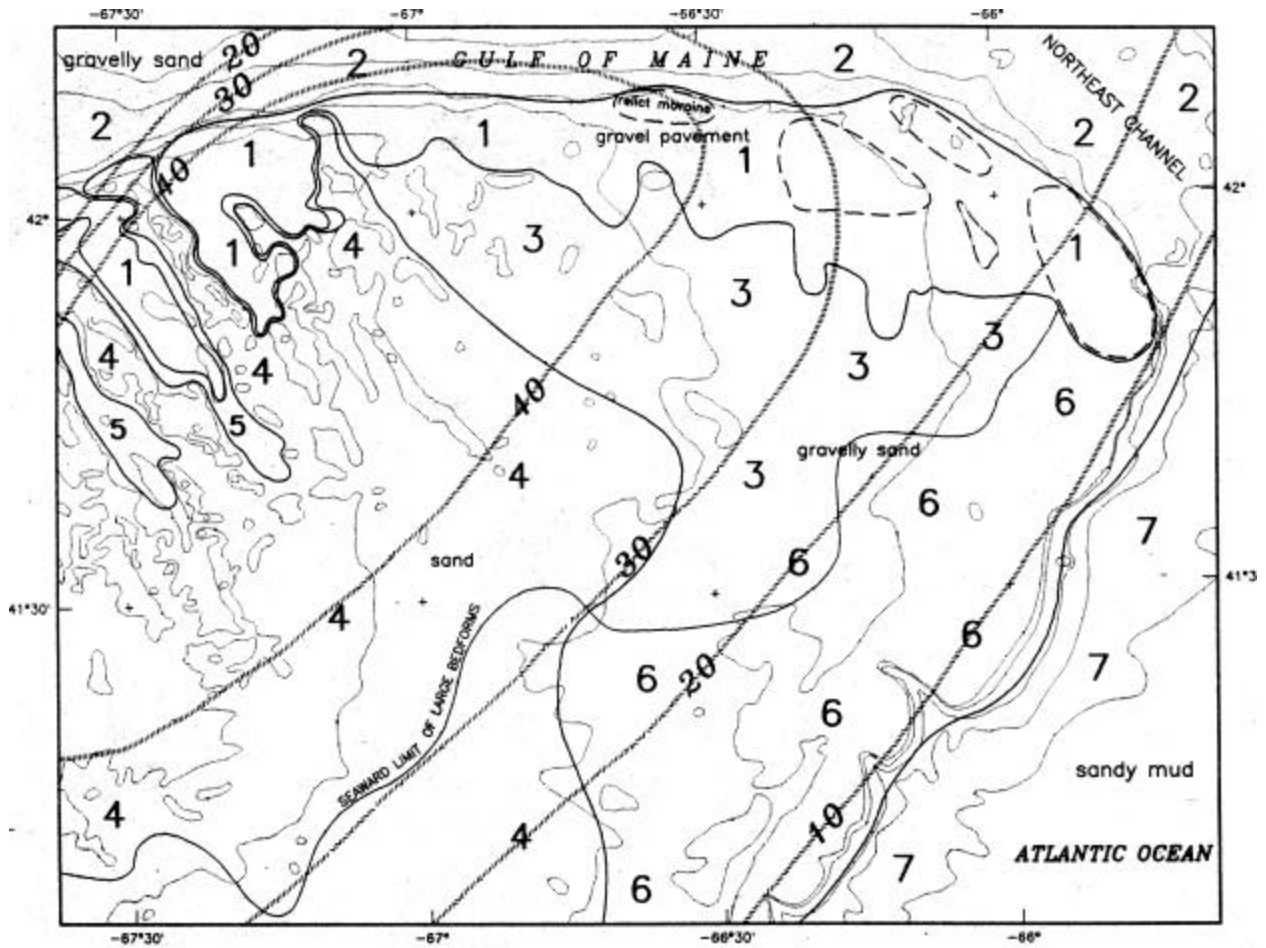 -67°30' -67° -66°30' -66°
gravelly sand 20 2 GULF OF MAINE 2 NORTHEAST CHANNEL
30 2
2 relict moraine 2
1 gravel pavement
1 1
40 42°
42° 4 3 1
1 1 3
4 4 3 3
40 6
5 5 gravelly sand
4 3
6 7
sand 30 6 41°3
41°30' 4
SEAWARD LIMIT OF LARGE BEDFORMS
6 20 6 7
6
sandy mud
4 4 10
ATLANTIC OCEAN
6 7
-67°30' -67° -66°30' -66°